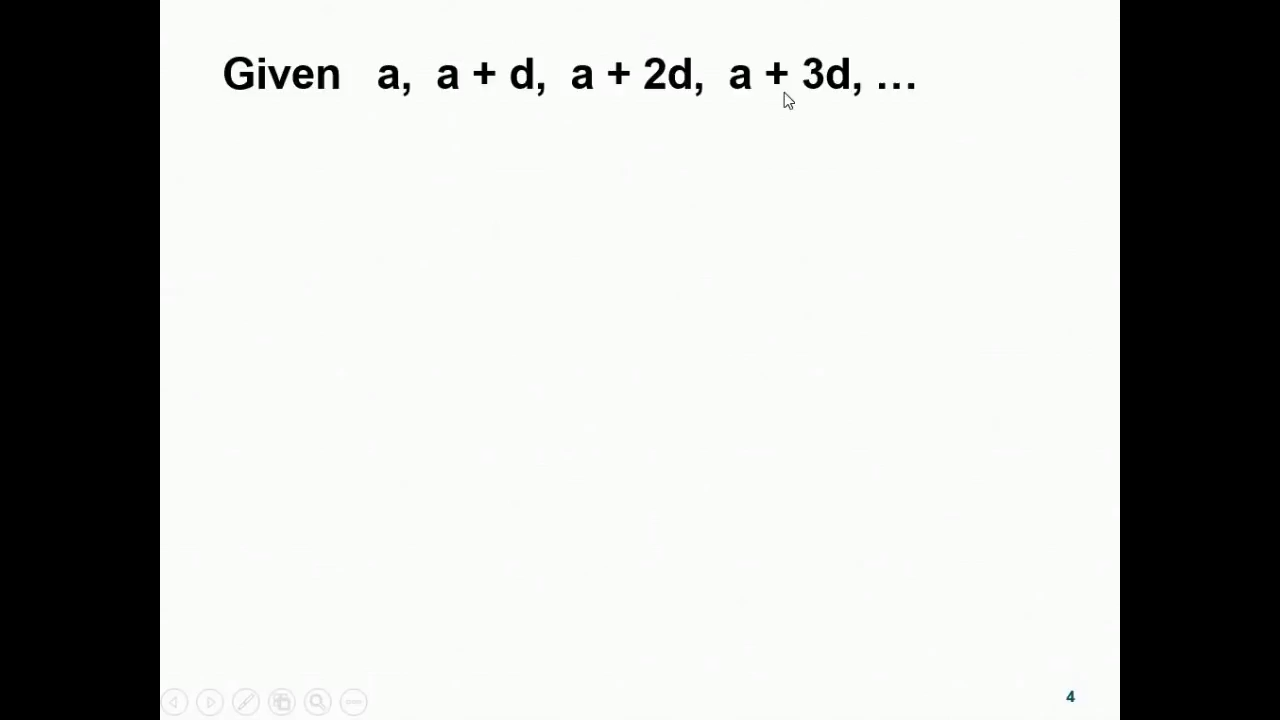 Given a, a + d, a + 2d, a + 3d, …
4